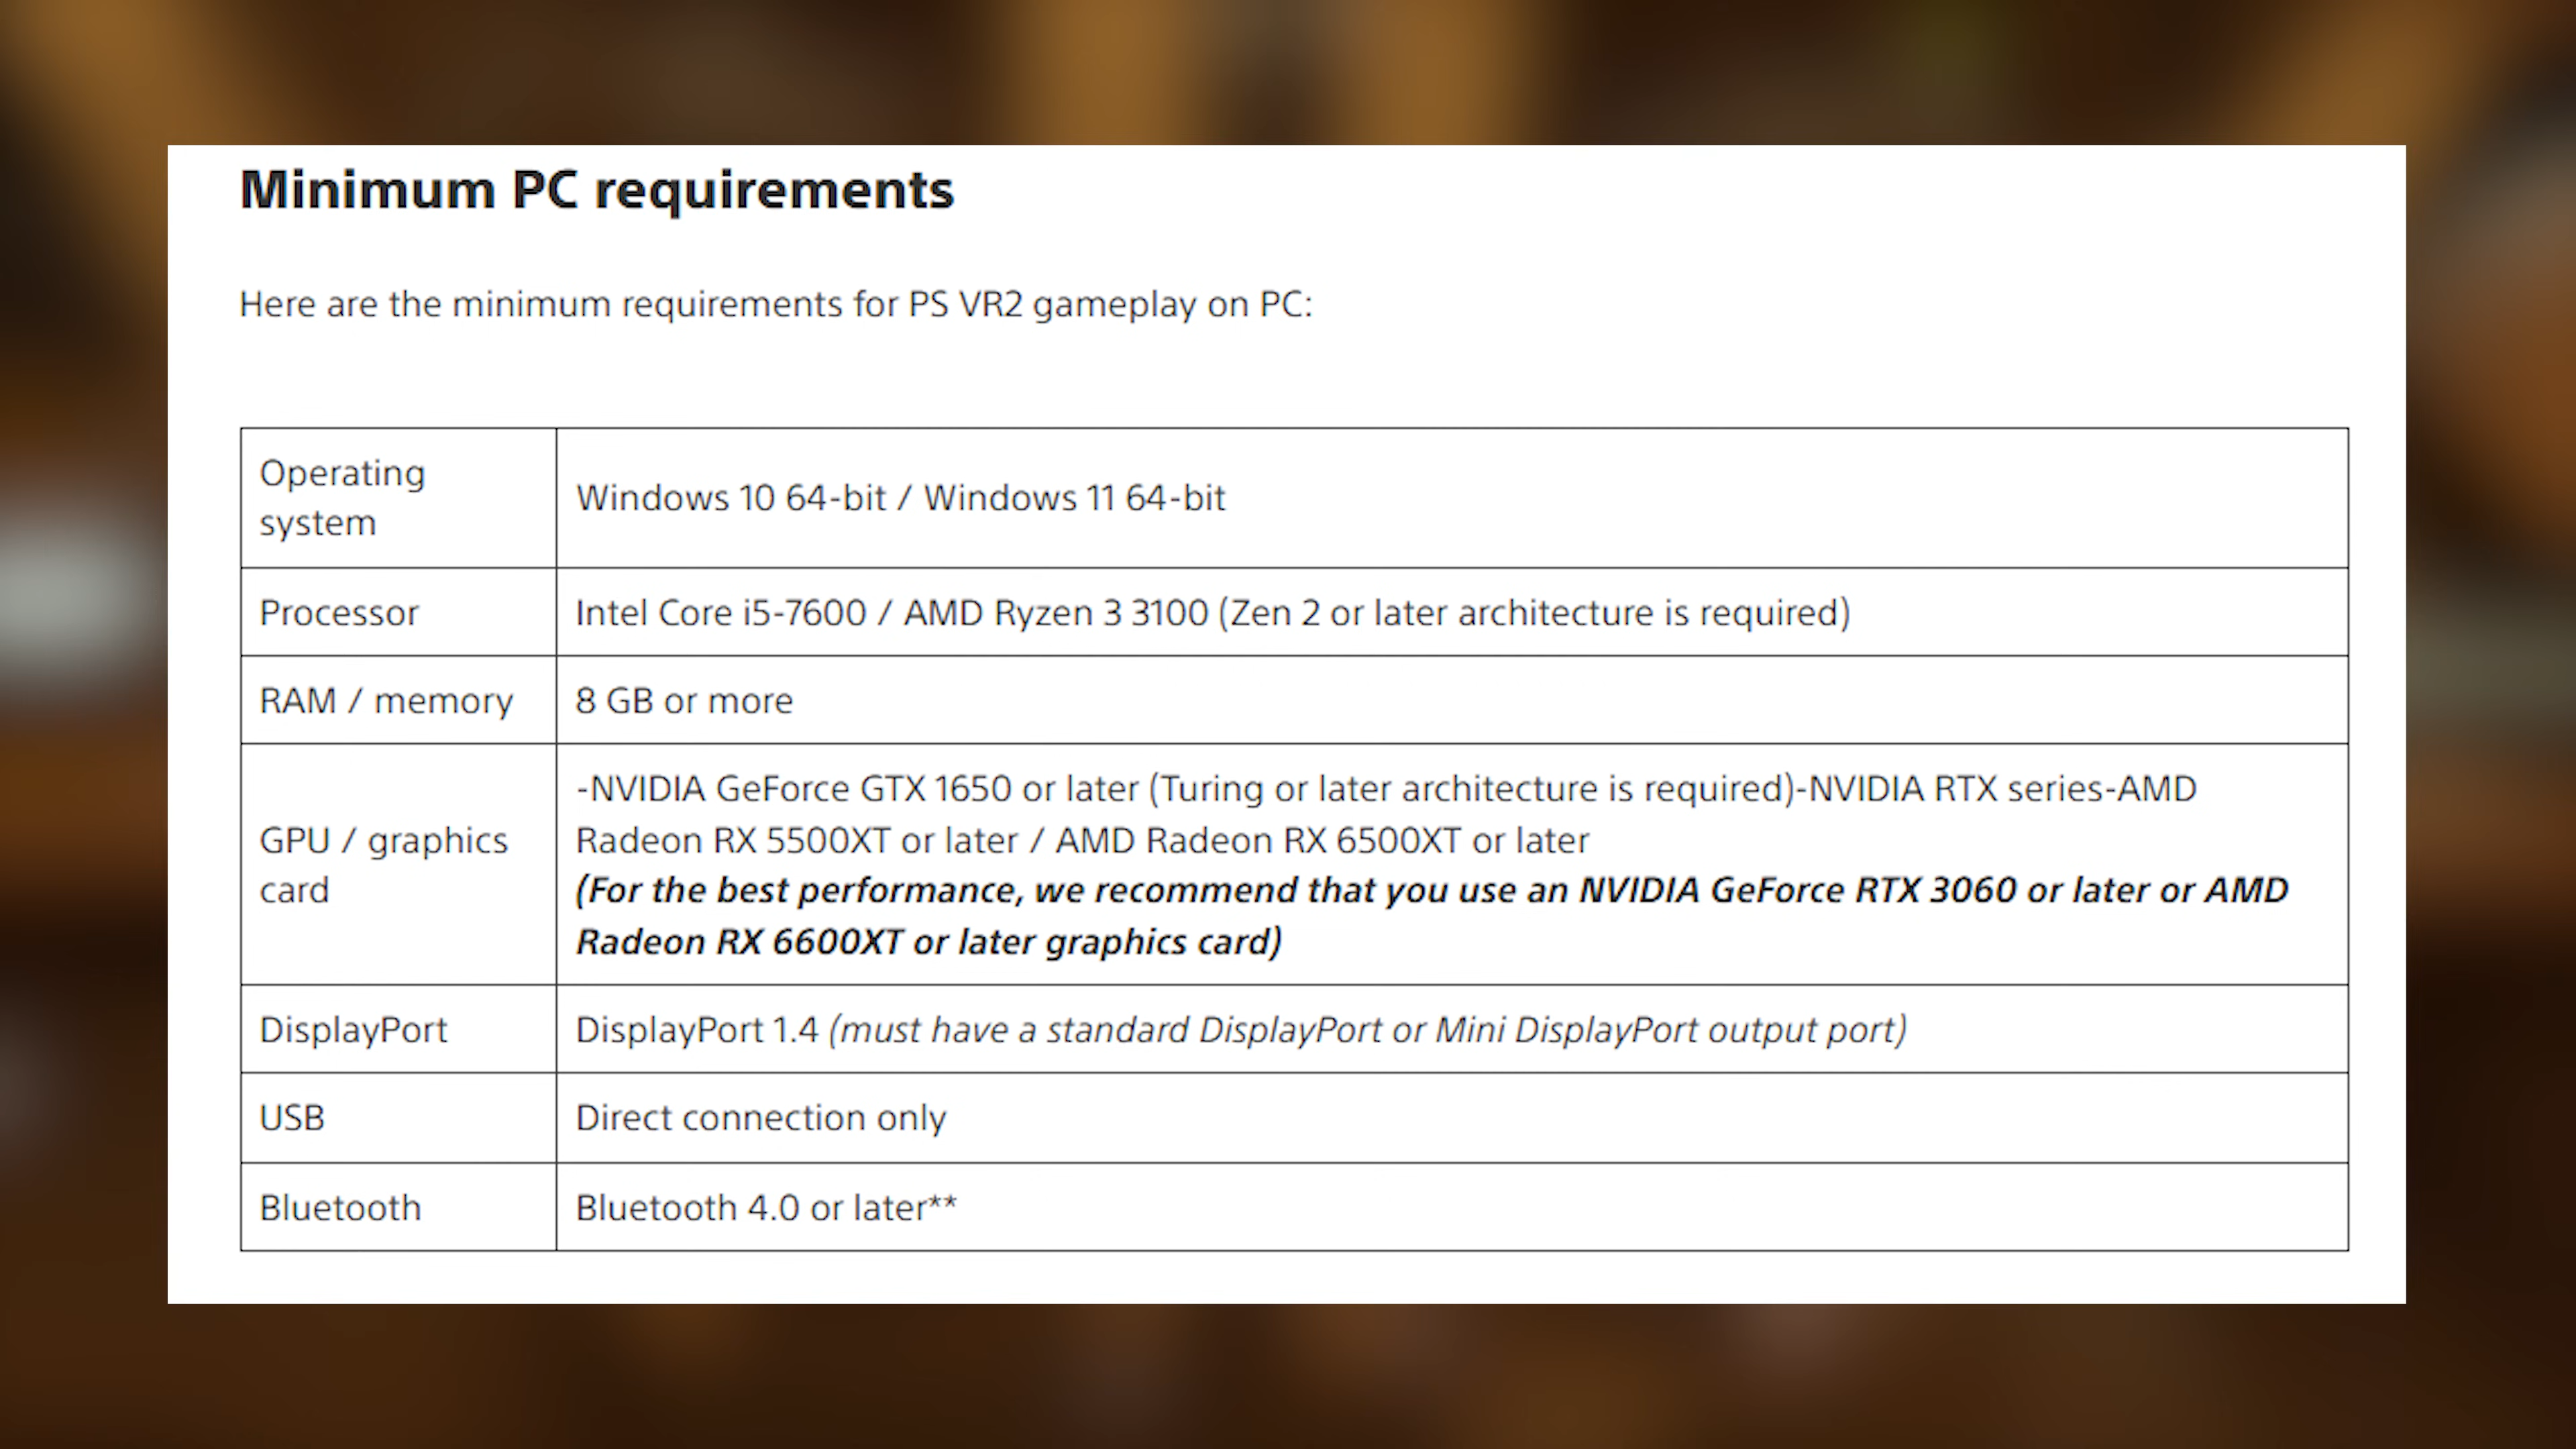 Minimum PC requirements
Here are the minimum requirements for PS VR2 gameplay on PC:
Operating
system
Windows 10 64-bit / Windows 11 64-bit
Processor
Intel Core i5-7600 / AMD Ryzen 3 3100 (Zen 2 or later architecture is required)
RAM / memory
8 GB or more
GPU / graphics
card
-NVIDIA GeForce GTX 1650 or later (Turing or later architecture is required)-NVIDIA RTX series-AMD
Radeon RX 5500XT or later / AMD Radeon RX 6500XT or later
(For the best performance, we recommend that you use an NVIDIA GeForce RTX 3060 or later or AMD
Radeon RX 6600XT or later graphics card)
DisplayPort
DisplayPort 1.4 (must have a standard DisplayPort or Mini DisplayPort output port)
USB
Direct connection only
Bluetooth
Bluetooth 4.0 or later**